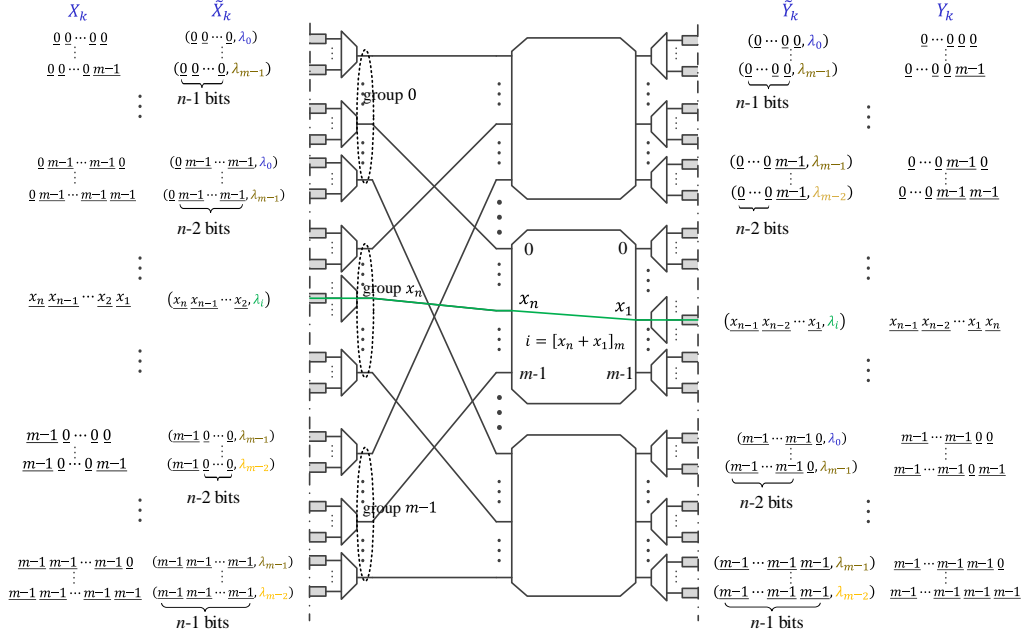 X_k X̃_k Ỹ_k Y_k
0 0 ⋯ 0 0 (0 0 ⋯ 0, λ_0) (0 ⋯ 0 0, λ_0) 0 ⋯ 0 0 0
0 0 ⋯ 0 m−1 (0 0 ⋯ 0, λ_{m−1}) (0 ⋯ 0 0, λ_{m−1}) 0 ⋯ 0 0 m−1
n-1 bits n-1 bits
group 0
0 m−1 ⋯ m−1 0 (0 m−1 ⋯ m−1, λ_0) (0 ⋯ 0 m−1, λ_{m−1}) 0 ⋯ 0 m−1 0
0 m−1 ⋯ m−1 m−1 (0 m−1 ⋯ m−1, λ_{m−1}) (0 ⋯ 0 m−1, λ_{m−2}) 0 ⋯ 0 m−1 m−1
n-2 bits n-2 bits
0 0
group x_n
x_n x_{n−1} ⋯ x_2 x_1 (x_n x_{n−1} ⋯ x_2, λ_i) x_n x_1 (x_{n−1} x_{n−2} ⋯ x_1, λ_i) x_{n−1} x_{n−2} ⋯ x_1 x_n
i = [x_n + x_1]_m
m-1 m-1
m−1 0 ⋯ 0 0 (m−1 0 ⋯ 0, λ_{m−1}) (m−1 ⋯ m−1 0, λ_0) m−1 ⋯ m−1 0 0
m−1 0 ⋯ 0 m−1 (m−1 0 ⋯ 0, λ_{m−2}) (m−1 ⋯ m−1 0, λ_{m−1}) m−1 ⋯ m−1 0 m−1
n-2 bits n-2 bits
group m−1
m−1 m−1 ⋯ m−1 0 (m−1 m−1 ⋯ m−1, λ_{m−1}) (m−1 ⋯ m−1 m−1, λ_{m−1}) m−1 ⋯ m−1 m−1 0
m−1 m−1 ⋯ m−1 m−1 (m−1 m−1 ⋯ m−1, λ_{m−2}) (m−1 ⋯ m−1 m−1, λ_{m−2}) m−1 ⋯ m−1 m−1 m−1
n-1 bits n-1 bits